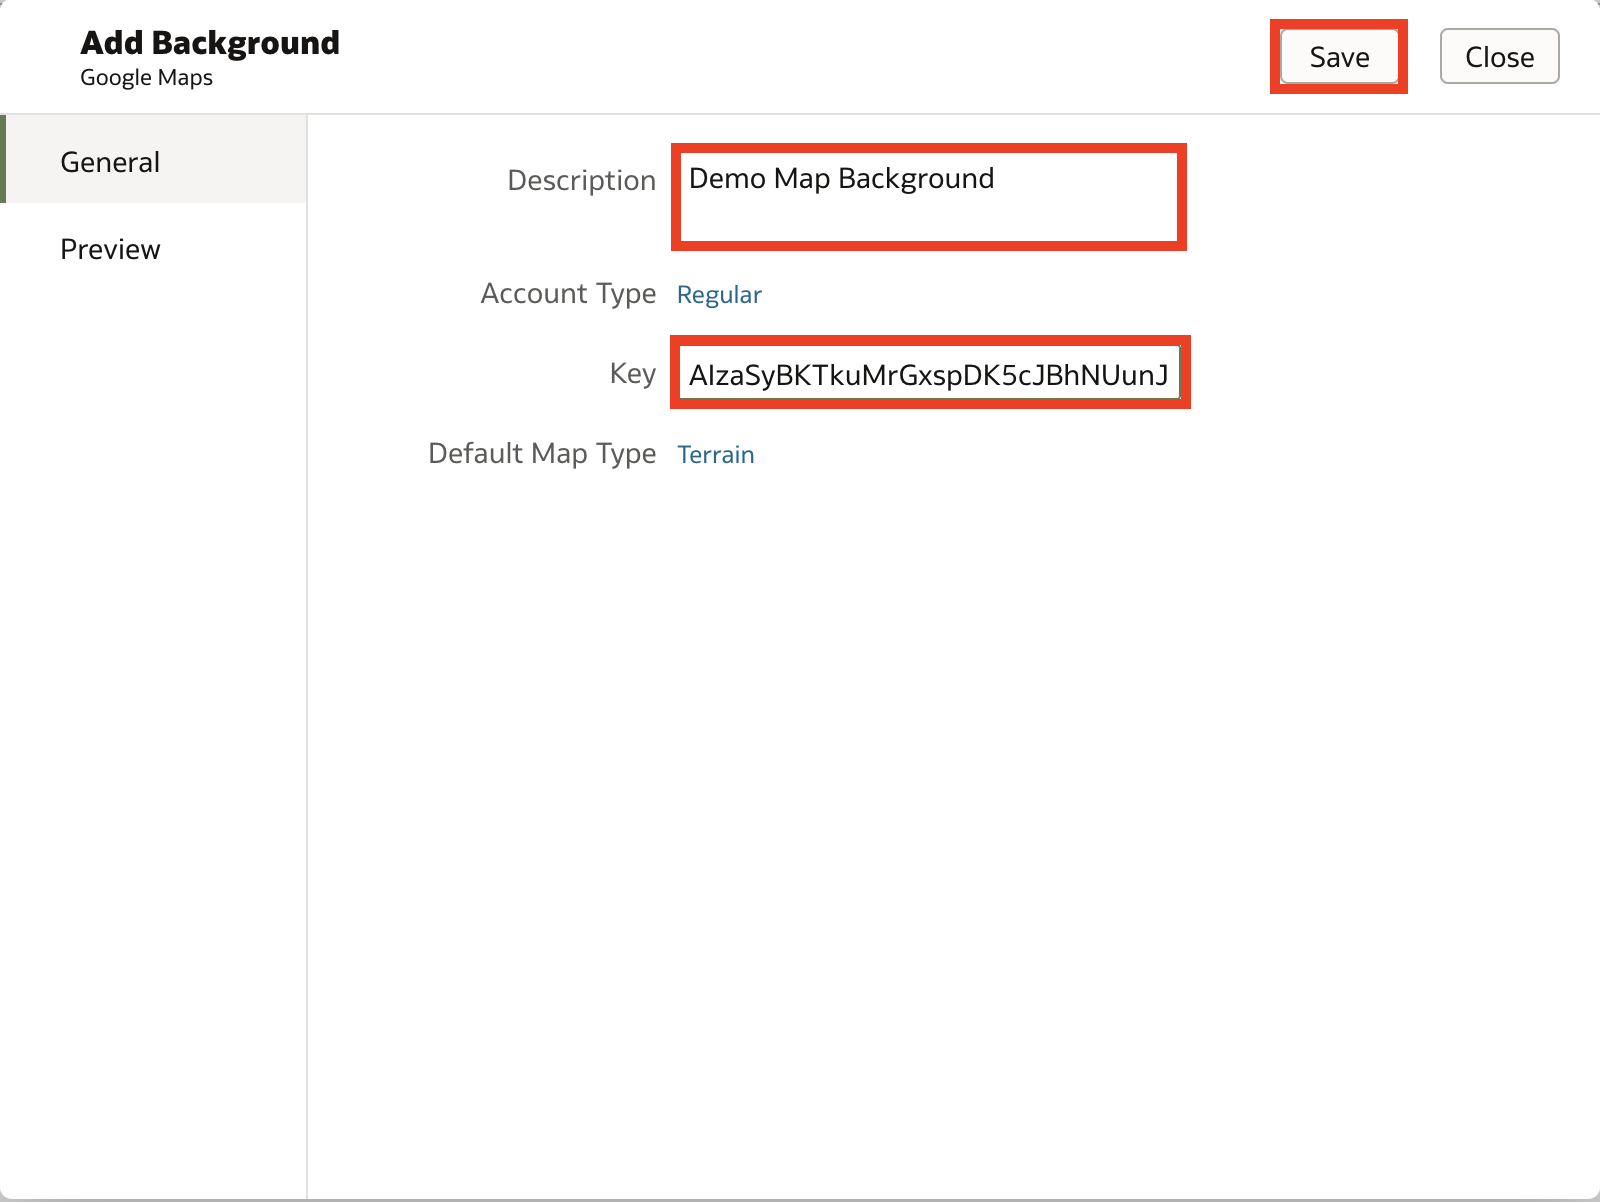 Add Background
Google Maps
Save
Close
General
Preview
Description
Demo Map Background
Account Type
Regular
Key
AIzaSyBKTkuMrGxspDK5cJBhNUunJ
Default Map Type
Terrain